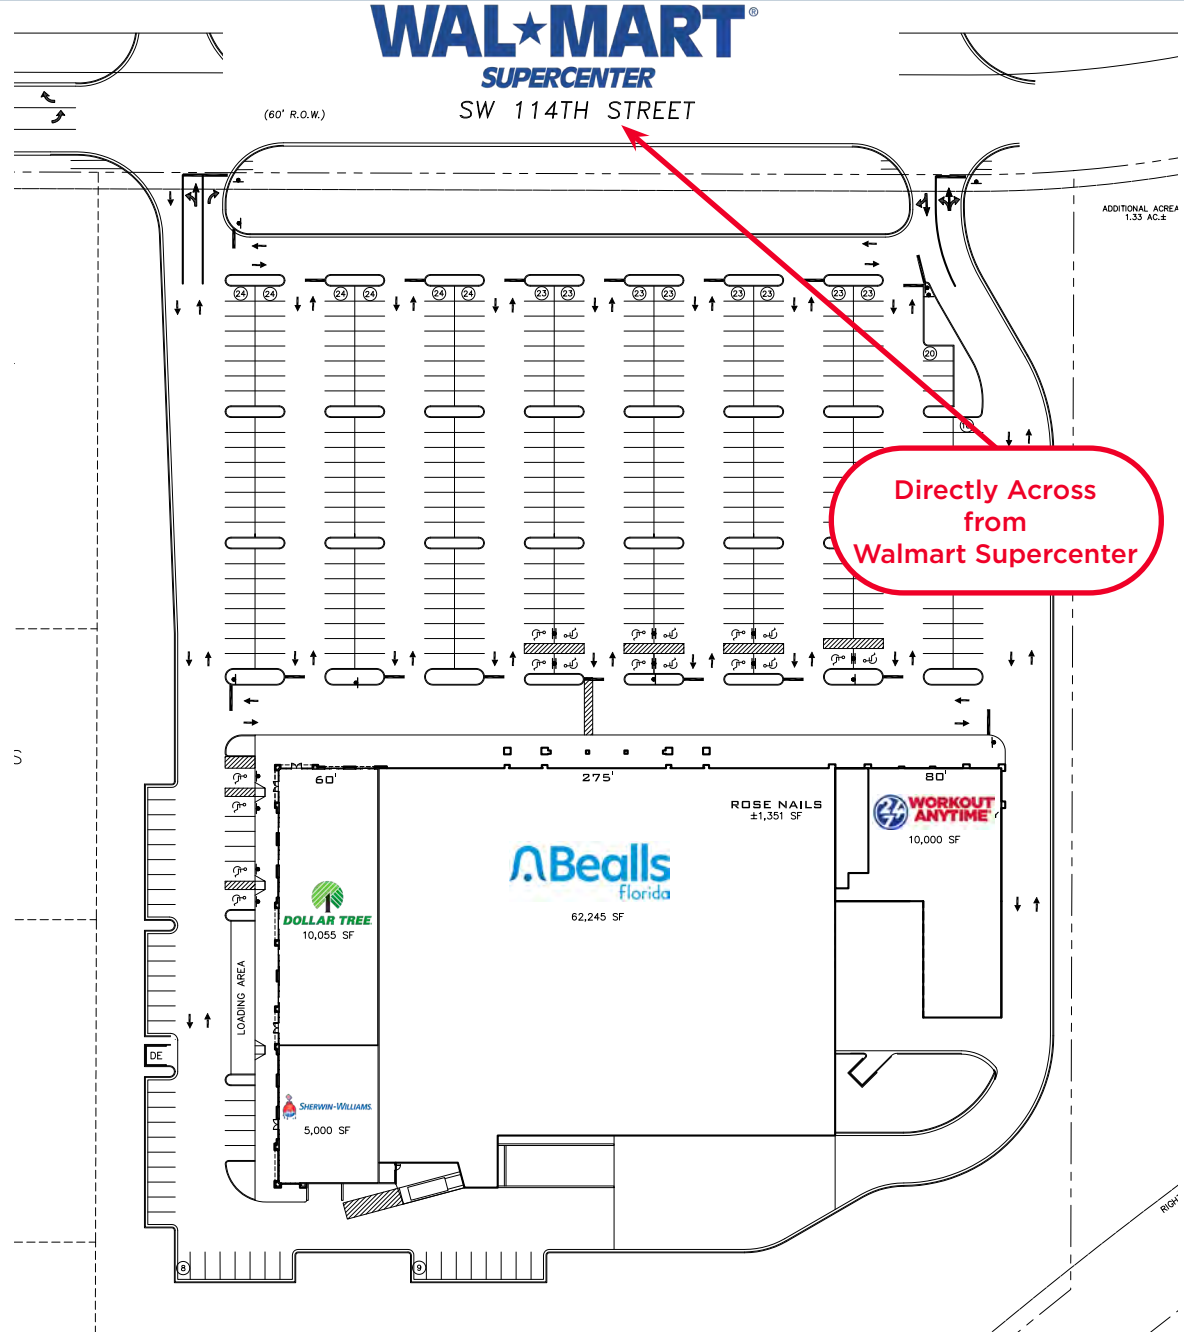 WAL★MART®
SUPERCENTER
SW 114TH STREET
(60' R.O.W.)
ADDITIONAL ACREA
1.33 AC.±
24 24 24 24 24 24 23 23 23 23 23 23 23 23
20
Directly Across
from
Walmart Supercenter
S
60'
275'
80'
ROSE NAILS
±1,351 SF
24/7 WORKOUT
ANYTIME
10,000 SF
Bealls
florida
62,245 SF
DOLLAR TREE
10,055 SF
LOADING AREA
DE
SHERWIN-WILLIAMS.
5,000 SF
RIGH
8
9